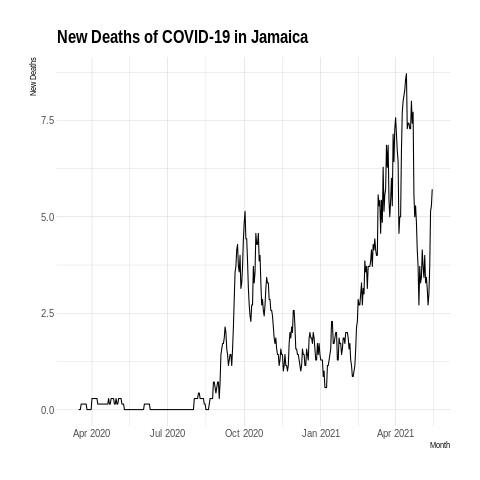 New Deaths of COVID-19 in Jamaica
New Deaths
7.5
5.0
2.5
0.0
Apr 2020 Jul 2020 Oct 2020 Jan 2021 Apr 2021
Month